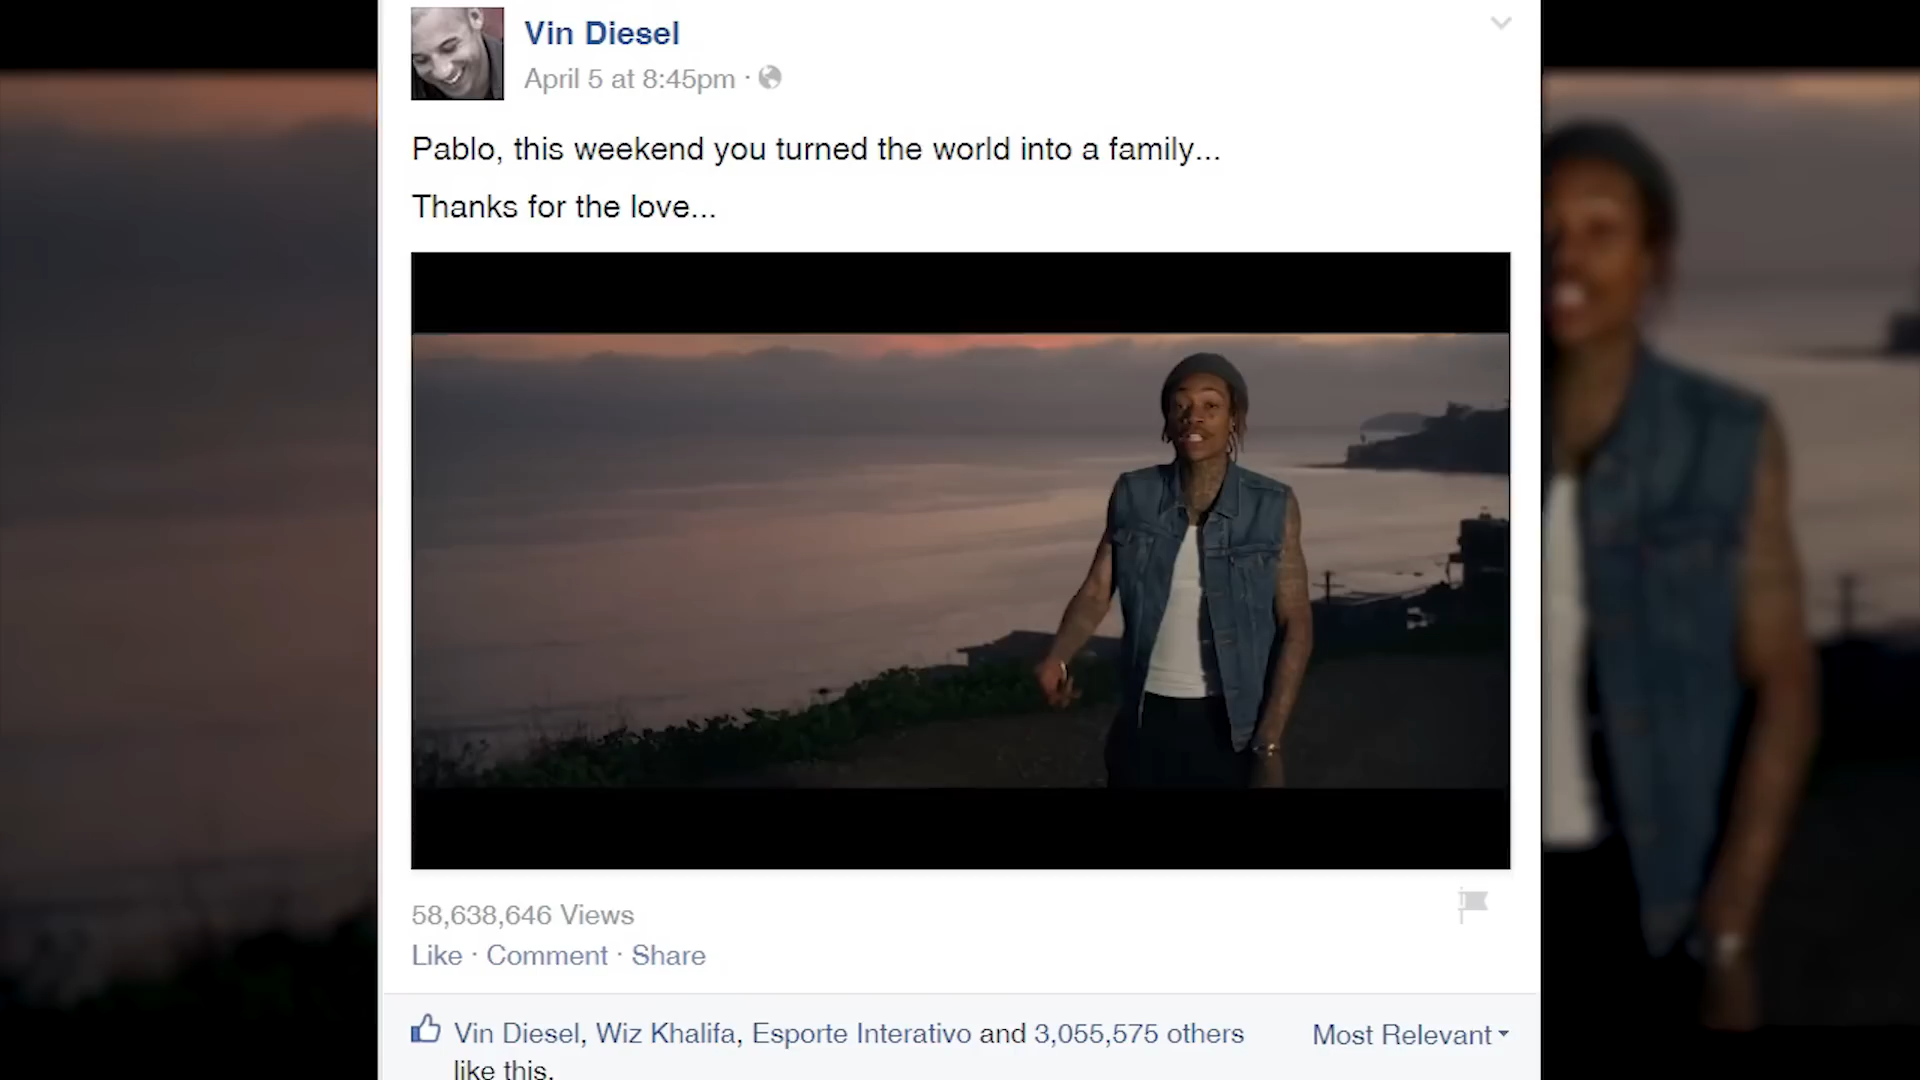 Vin Diesel
April 5 at 8:45pm ·
Pablo, this weekend you turned the world into a family...
Thanks for the love...
58,638,646 Views
Like · Comment · Share
Vin Diesel, Wiz Khalifa, Esporte Interativo and 3,055,575 others
like this.
Most Relevant